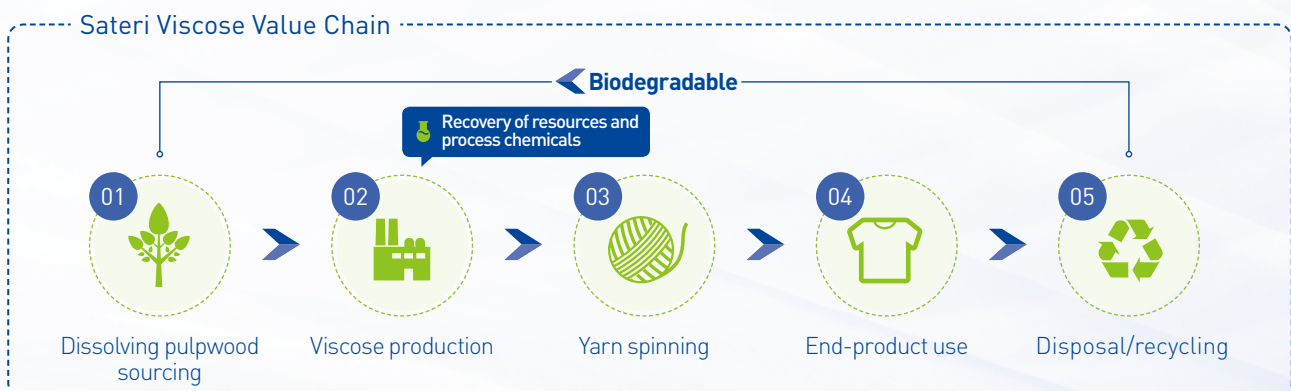 Sateri Viscose Value Chain
Biodegradable
Recovery of resources and
process chemicals
01
02
03
04
05
Dissolving pulpwood
sourcing
Viscose production
Yarn spinning
End-product use
Disposal/recycling